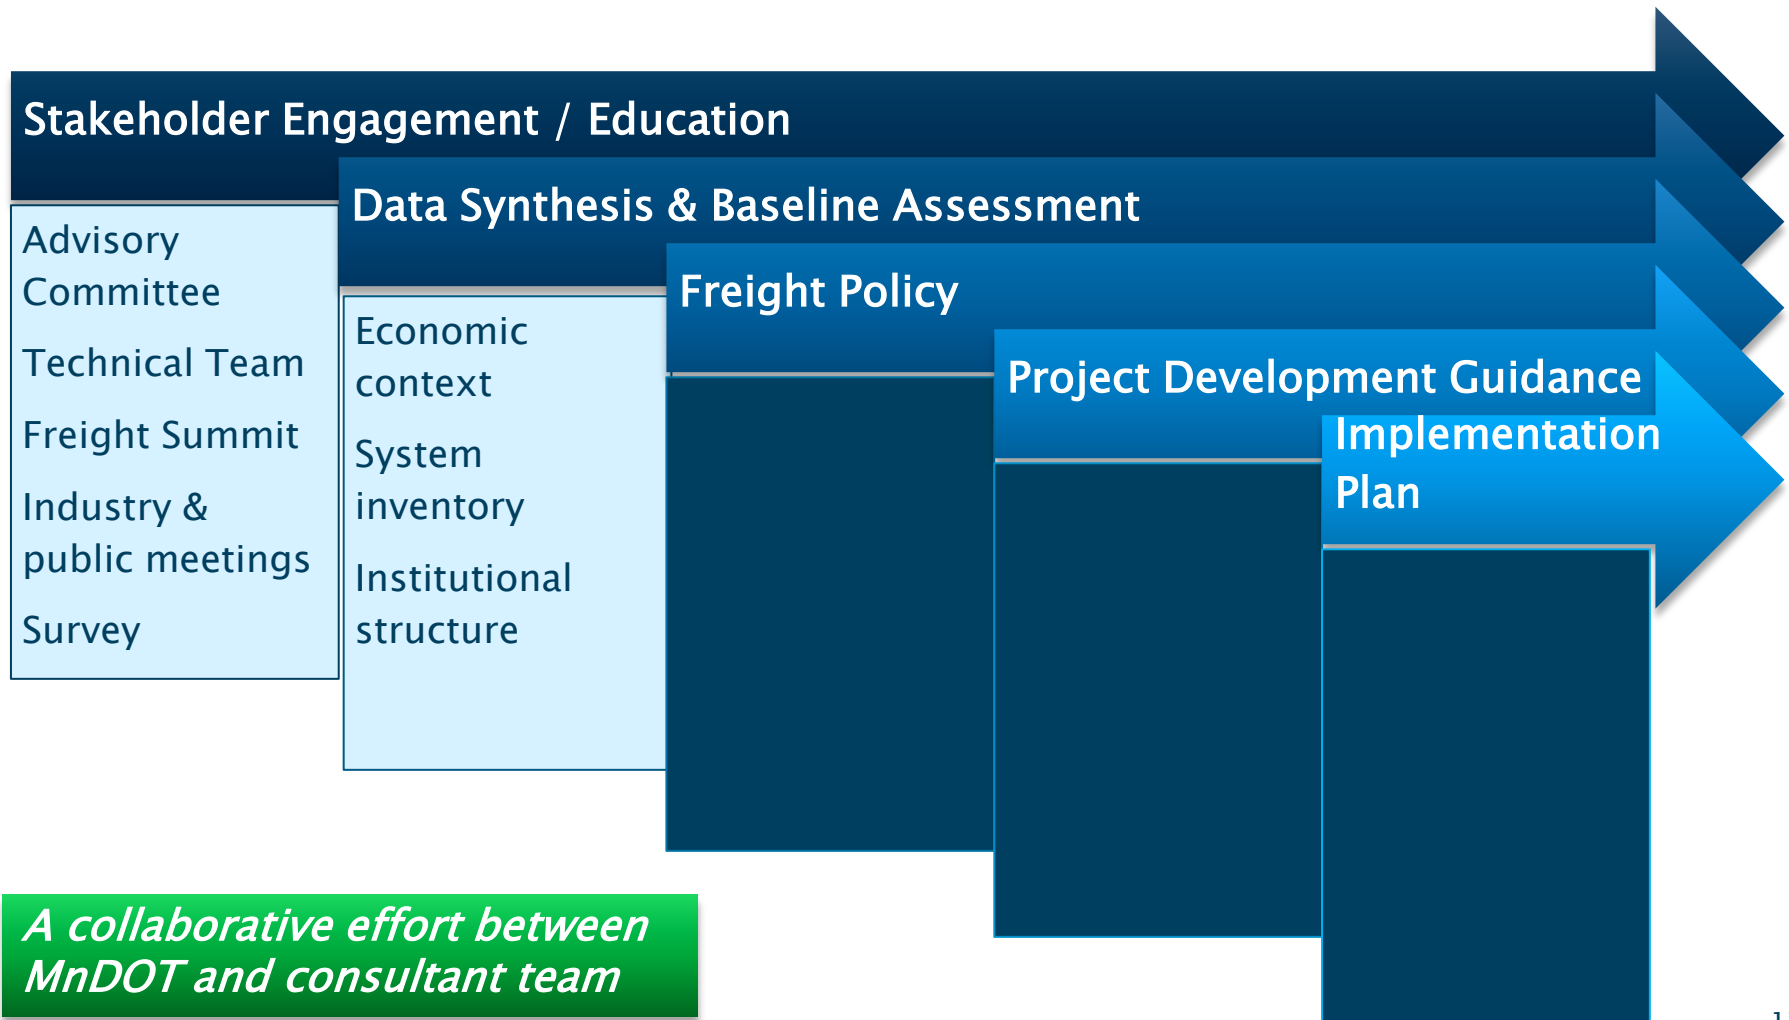 Stakeholder Engagement / Education
Advisory
Committee
Technical Team
Freight Summit
Industry &
public meetings
Survey
Data Synthesis & Baseline Assessment
Economic
context
System
inventory
Institutional
structure
Freight Policy
Project Development Guidance
Implementation
Plan
A collaborative effort between
MnDOT and consultant team